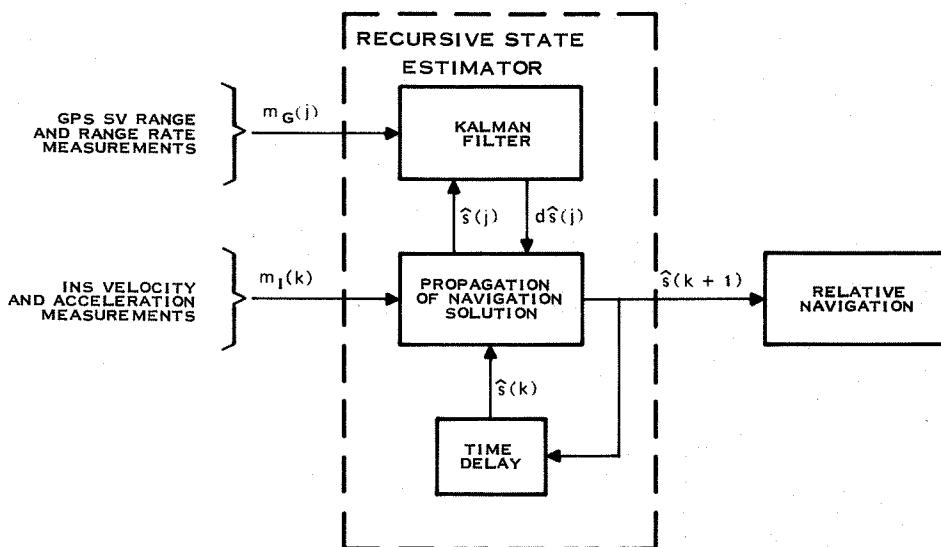 RECURSIVE STATE
ESTIMATOR
GPS SV RANGE
AND RANGE RATE
MEASUREMENTS
m_G(j)
KALMAN
FILTER
ŝ(j)
dŝ(j)
INS VELOCITY
AND ACCELERATION
MEASUREMENTS
m_I(k)
PROPAGATION
OF NAVIGATION
SOLUTION
ŝ(k + 1)
RELATIVE
NAVIGATION
ŝ(k)
TIME
DELAY